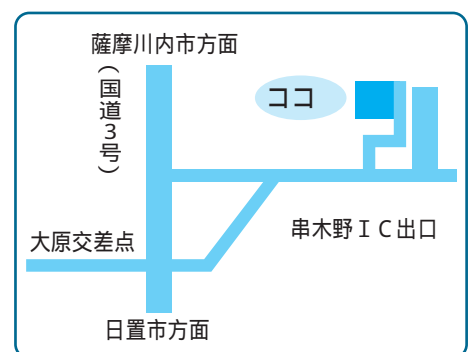 薩摩川内市方面
（国道３号）
ココ
串木野ＩＣ出口
大原交差点
日置市方面